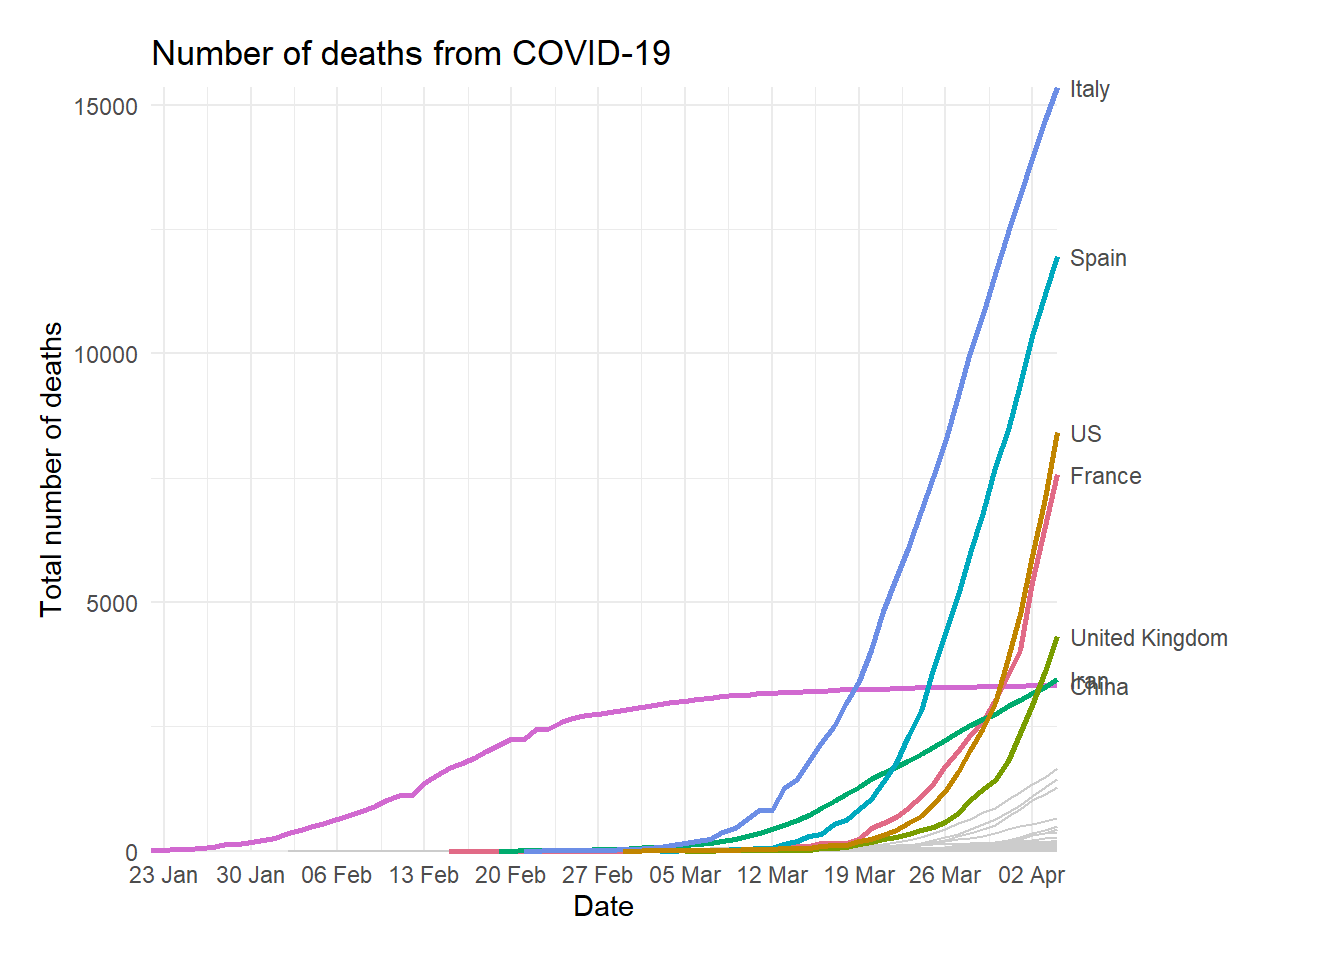 Number of deaths from COVID-19
Total number of deaths
15000
10000
5000
0
Italy
Spain
US
France
United Kingdom
Iran
China
23 Jan 30 Jan 06 Feb 13 Feb 20 Feb 27 Feb 05 Mar 12 Mar 19 Mar 26 Mar 02 Apr
Date